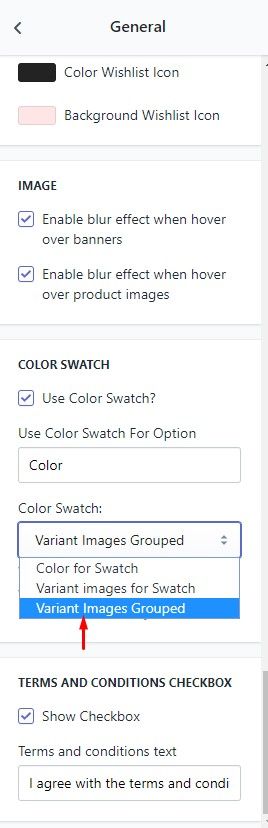 General
Color Wishlist Icon
Background Wishlist Icon
IMAGE
Enable blur effect when hover
over banners
Enable blur effect when hover
over product images
COLOR SWATCH
Use Color Swatch?
Use Color Swatch For Option
Color
Color Swatch:
Variant Images Grouped
Color for Swatch
Variant images for Swatch
Variant Images Grouped
TERMS AND CONDITIONS CHECKBOX
Show Checkbox
Terms and conditions text
I agree with the terms and condi